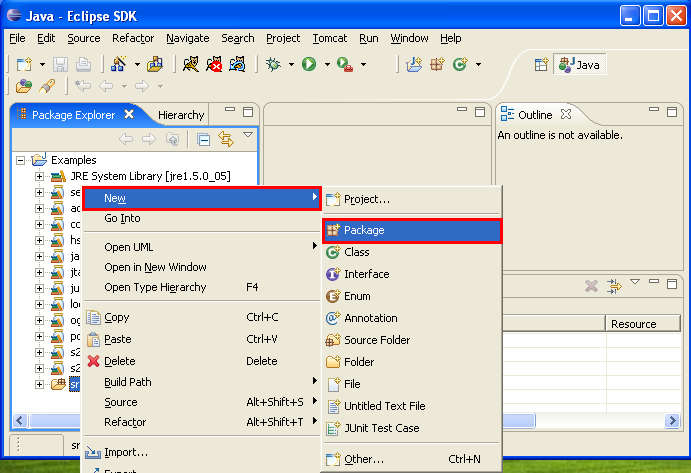 Java - Eclipse SDK
File Edit Source Refactor Navigate Search Project Tomcat Run Window Help
Java
Package Explorer Hierarchy
Outline
An outline is not available.
Examples
JRE System Library [jre1.5.0_05]
se
ac
co
hs
ja
jta
ju
lo
og
po
s2
s2
sr
New
Go Into
Open UML
Open in New Window
Open Type Hierarchy F4
Copy Ctrl+C
Paste Ctrl+V
Delete Delete
Build Path
Source Alt+Shift+S
Refactor Alt+Shift+T
Import...
Export
Project...
Package
Class
Interface
Enum
Annotation
Source Folder
Folder
File
Untitled Text File
JUnit Test Case
Other... Ctrl+N
Resource
sr